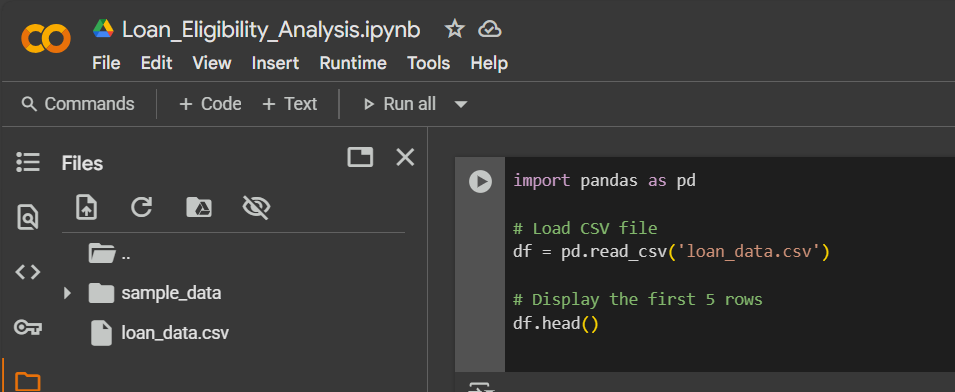 Loan_Eligibility_Analysis.ipynb
File Edit View Insert Runtime Tools Help
Commands + Code + Text Run all
Files
..
sample_data
loan_data.csv
import pandas as pd
# Load CSV file
df = pd.read_csv('loan_data.csv')
# Display the first 5 rows
df.head()